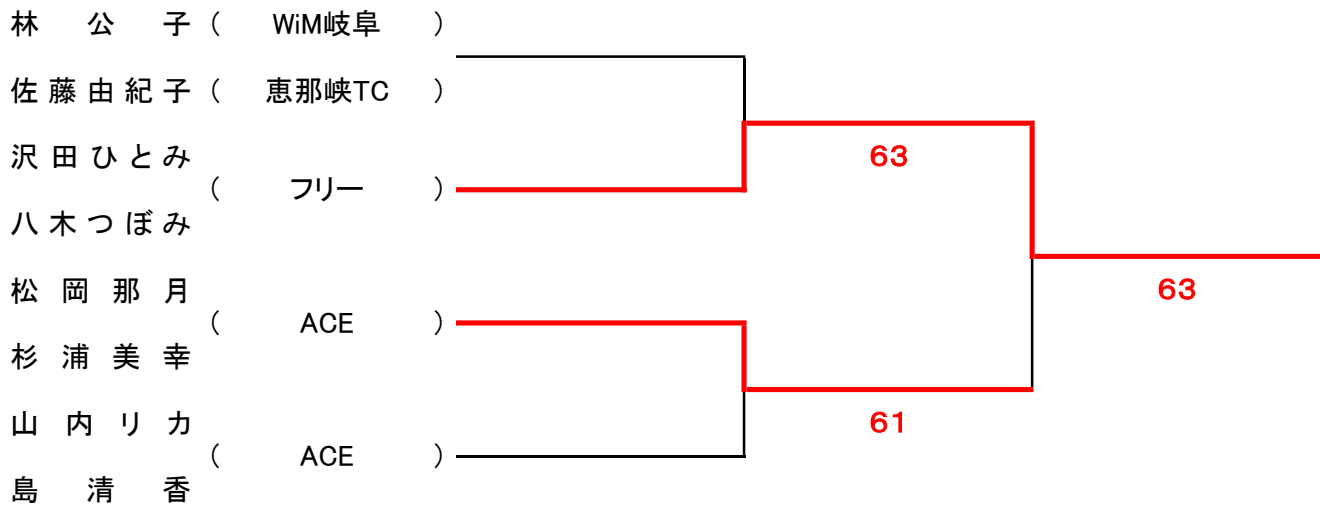 林 公 子 ( WiM岐阜 )
佐 藤 由 紀 子 ( 恵那峡TC )
沢 田 ひ と み
( フリー )
63
八 木 つ ぼ み
松 岡 那 月
( ACE )
63
杉 浦 美 幸
山 内 リ カ
61
( ACE )
島 清 香